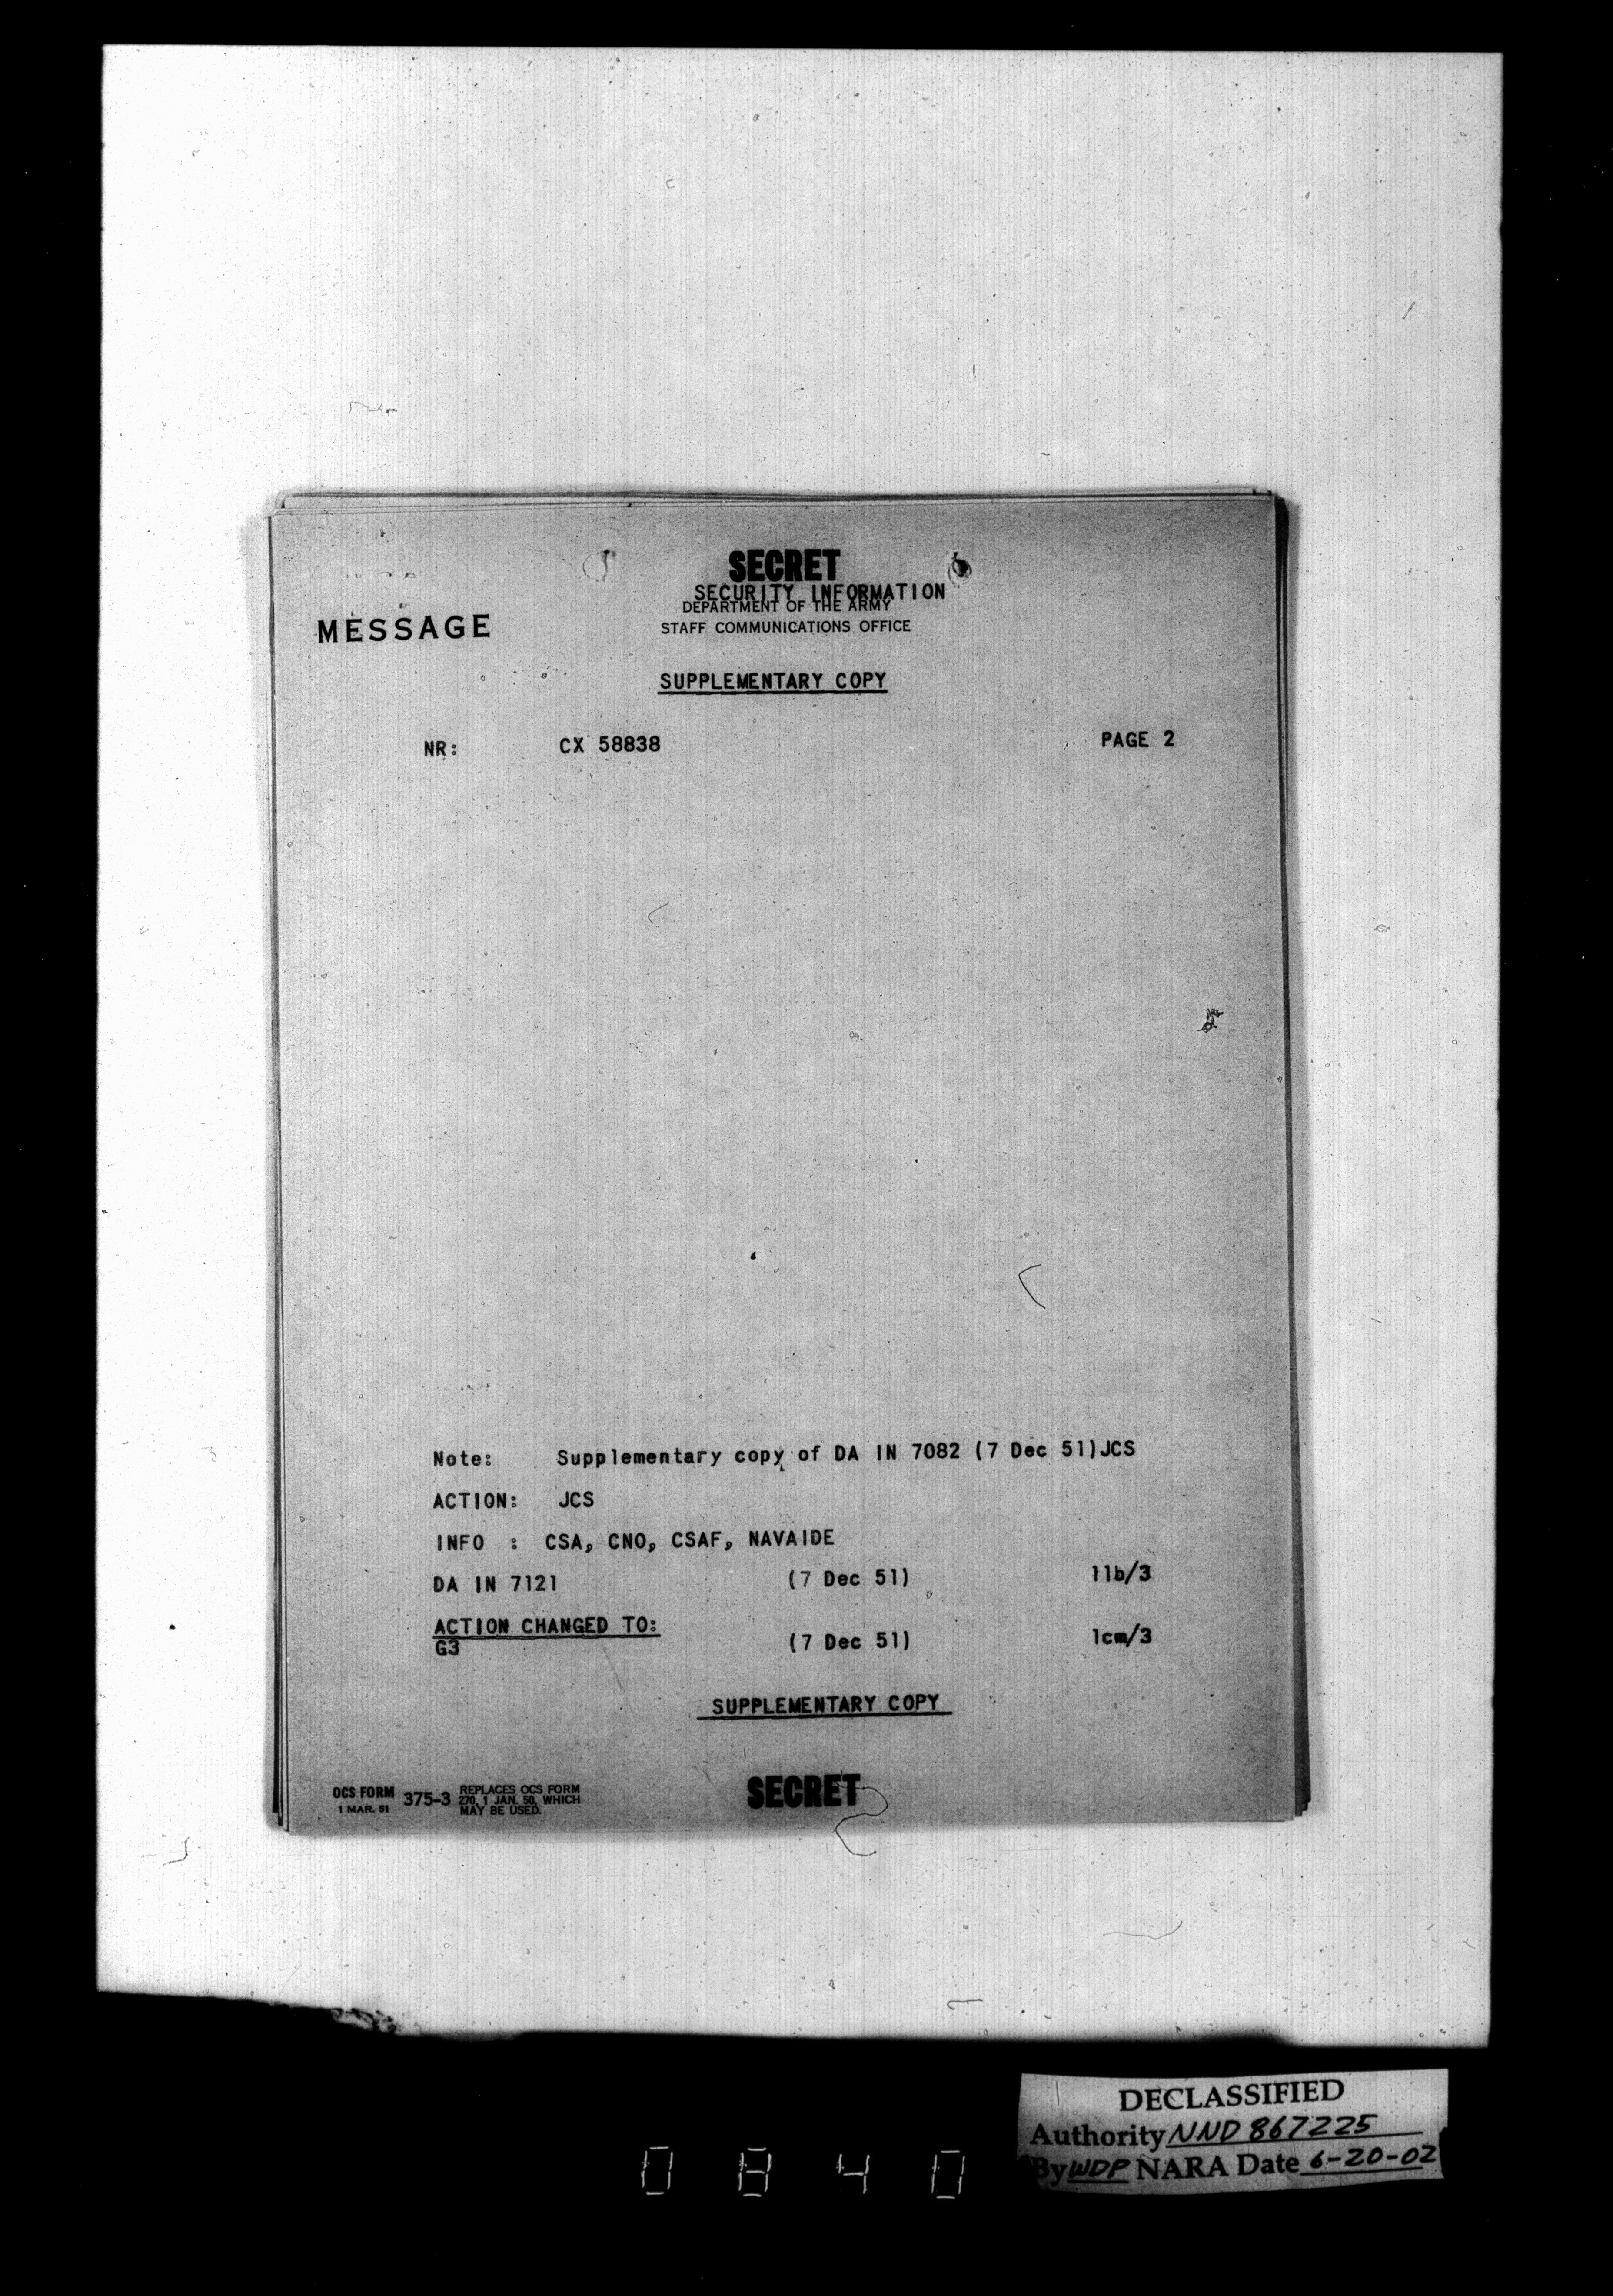 SECRET
SECURITY INFORMATION
DEPARTMENT OF THE ARMY
MESSAGE
STAFF COMMUNICATIONS OFFICE
SUPPLEMENTARY COPY
NR: CX 58838 PAGE 2
Note: Supplementary copy of DA IN 7082 (7 Dec 51)JCS
ACTION: JCS
INFO : CSA, CNO, CSAF, NAVAIDE
DA IN 7121 (7 Dec 51) 11b/3
ACTION CHANGED TO:
G3 (7 Dec 51) 1cm/3
SUPPLEMENTARY COPY
OCS FORM 375-3 REPLACES OCS FORM
1 MAR. 51 270, 1 JAN. 50, WHICH
MAY BE USED.
SECRET
DECLASSIFIED
Authority NND 867225
By WDP NARA Date 6-20-02
0840